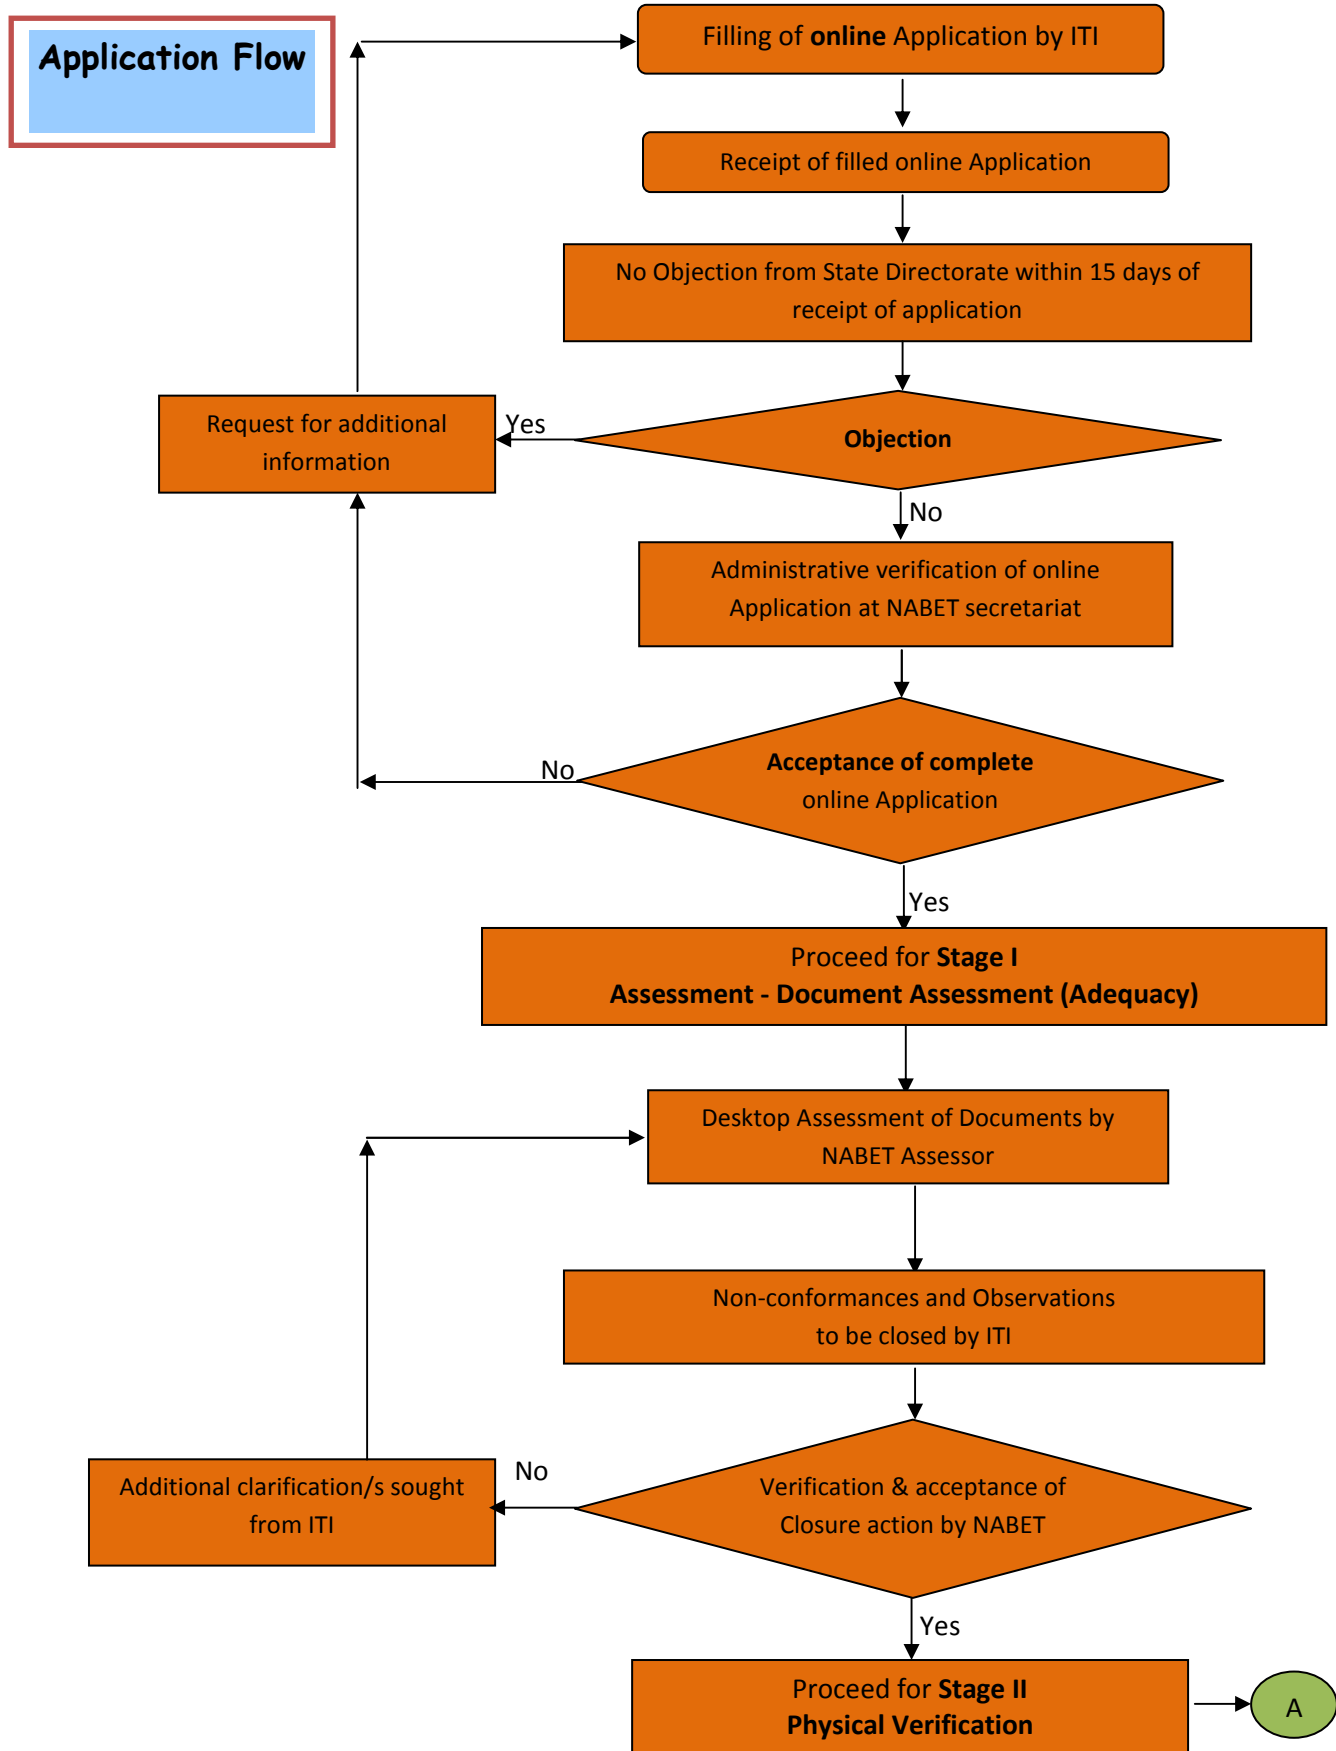 Application Flow
Filling of online Application by ITI
Receipt of filled online Application
No Objection from State Directorate within 15 days of
receipt of application
Request for additional
information
Yes
Objection
No
Administrative verification of online
Application at NABET secretariat
No
Acceptance of complete
online Application
Yes
Proceed for Stage I
Assessment - Document Assessment (Adequacy)
Desktop Assessment of Documents by
NABET Assessor
Non-conformances and Observations
to be closed by ITI
Additional clarification/s sought
from ITI
No
Verification & acceptance of
Closure action by NABET
Yes
Proceed for Stage II
Physical Verification
A